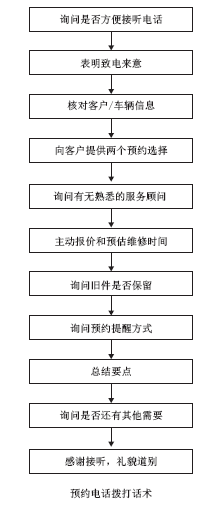 询问是否方便接听电话
表明致电来意
核对客户/车辆信息
向客户提供两个预约选择
询问有无熟悉的服务顾问
主动报价和预估维修时间
询问旧件是否保留
询问预约提醒方式
总结要点
询问是否还有其他需要
感谢接听，礼貌道别
预约电话拨打话术